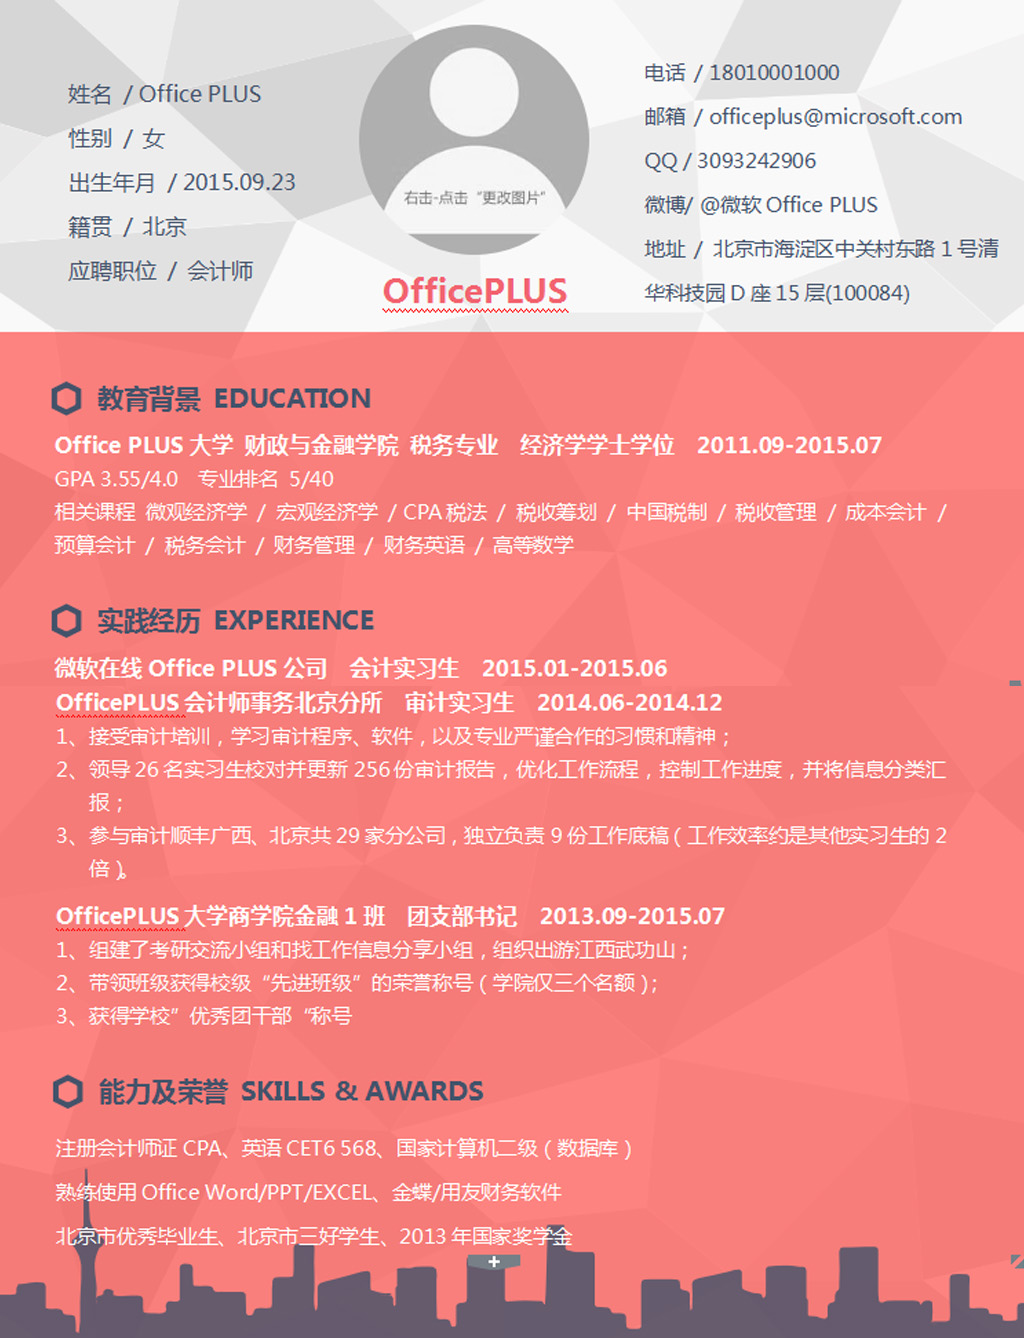 姓名 / Office PLUS
性别 / 女
出生年月 / 2015.09.23
籍贯 / 北京
应聘职位 / 会计师
右击-点击“更改图片”
OfficePLUS
电话 / 18010001000
邮箱 / officeplus@microsoft.com
QQ / 3093242906
微博/ @微软 Office PLUS
地址 / 北京市海淀区中关村东路 1 号清
华科技园 D 座 15 层(100084)
教育背景 EDUCATION
Office PLUS 大学 财政与金融学院 税务专业 经济学学士学位 2011.09-2015.07
GPA 3.55/4.0 专业排名 5/40
相关课程 微观经济学 / 宏观经济学 / CPA 税法 / 税收筹划 / 中国税制 / 税收管理 / 成本会计 /
预算会计 / 税务会计 / 财务管理 / 财务英语 / 高等数学
实践经历 EXPERIENCE
微软在线 Office PLUS 公司 会计实习生 2015.01-2015.06
OfficePLUS 会计师事务北京分所 审计实习生 2014.06-2014.12
1、接受审计培训，学习审计程序、软件，以及专业严谨合作的习惯和精神；
2、领导 26 名实习生校对并更新 256 份审计报告，优化工作流程，控制工作进度，并将信息分类汇
报；
3、参与审计顺丰广西、北京共 29 家分公司，独立负责 9 份工作底稿（工作效率约是其他实习生的 2
倍）。
OfficePLUS 大学商学院金融 1 班 团支部书记 2013.09-2015.07
1、组建了考研交流小组和找工作信息分享小组，组织出游江西武功山；
2、带领班级获得校级“先进班级”的荣誉称号（学院仅三个名额）；
3、获得学校”优秀团干部“称号
能力及荣誉 SKILLS & AWARDS
注册会计师证 CPA、英语 CET6 568、国家计算机二级（数据库）
熟练使用 Office Word/PPT/EXCEL、金蝶/用友财务软件
北京市优秀毕业生、北京市三好学生、2013 年国家奖学金